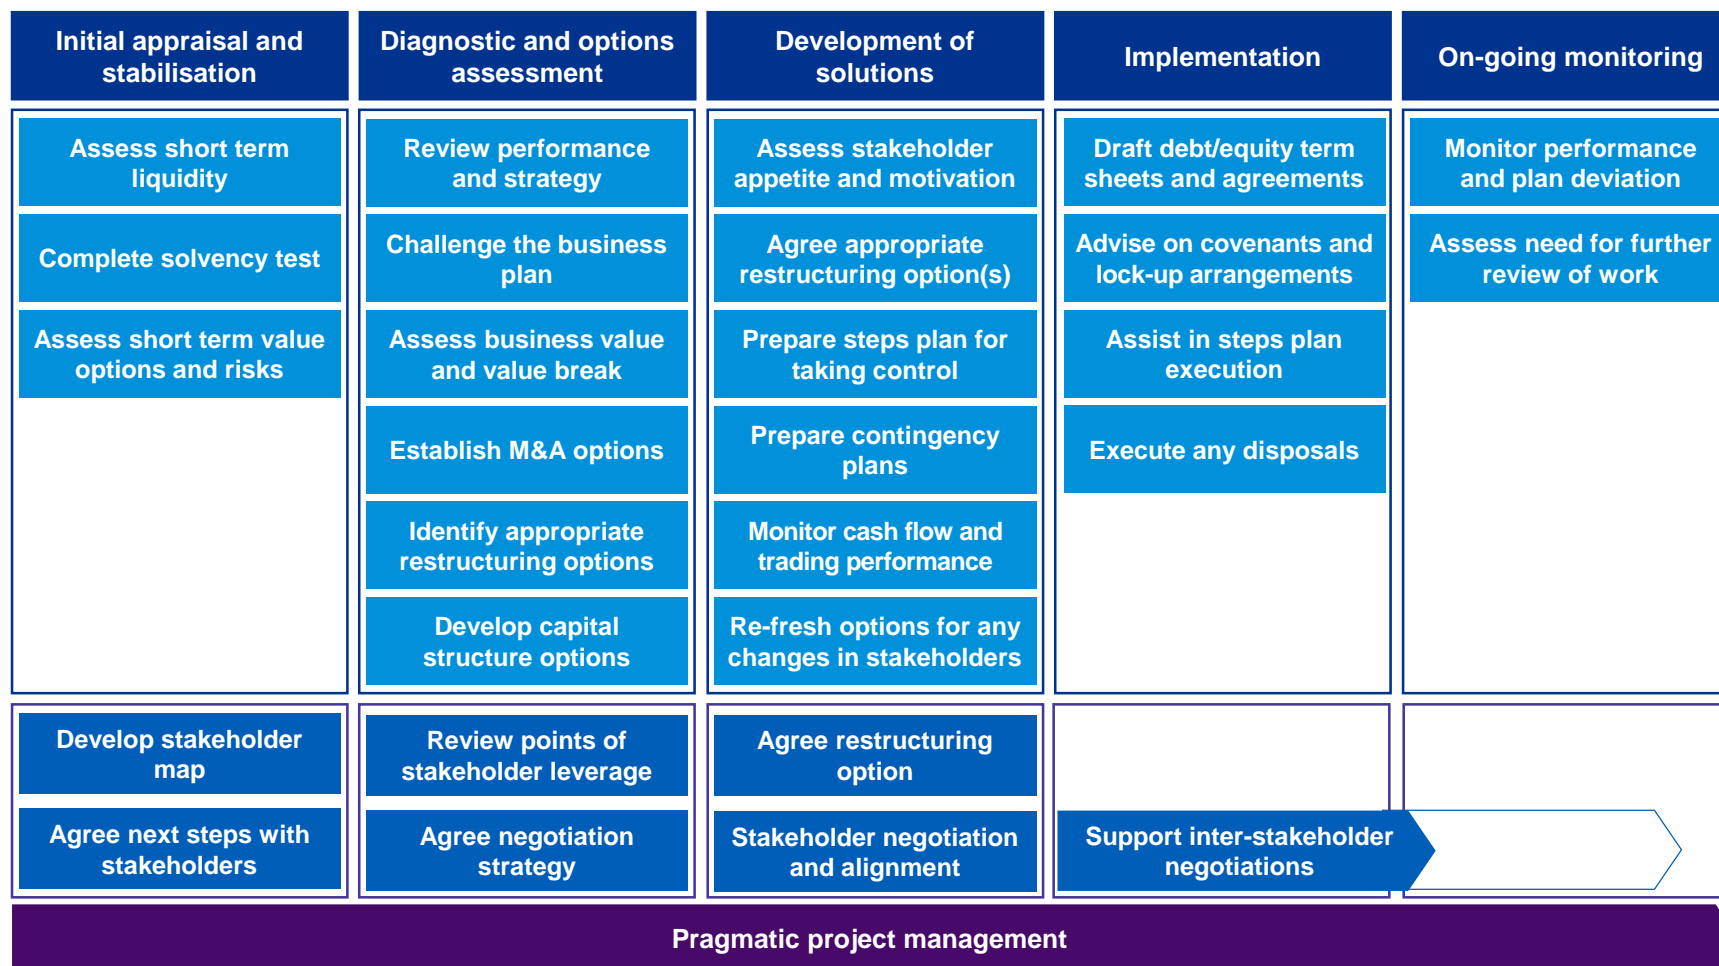 Initial appraisal and
stabilisation
Diagnostic and options
assessment
Development of
solutions
Implementation
On-going monitoring
Assess short term
liquidity
Complete solvency test
Assess short term value
options and risks
Review performance
and strategy
Challenge the business
plan
Assess business value
and value break
Establish M&A options
Identify appropriate
restructuring options
Develop capital
structure options
Assess stakeholder
appetite and motivation
Agree appropriate
restructuring option(s)
Prepare steps plan for
taking control
Prepare contingency
plans
Monitor cash flow and
trading performance
Re-fresh options for any
changes in stakeholders
Draft debt/equity term
sheets and agreements
Advise on covenants and
lock-up arrangements
Assist in steps plan
execution
Execute any disposals
Monitor performance
and plan deviation
Assess need for further
review of work
Develop stakeholder
map
Agree next steps with
stakeholders
Review points of
stakeholder leverage
Agree negotiation
strategy
Agree restructuring
option
Stakeholder negotiation
and alignment
Support inter-stakeholder
negotiations
Pragmatic project management